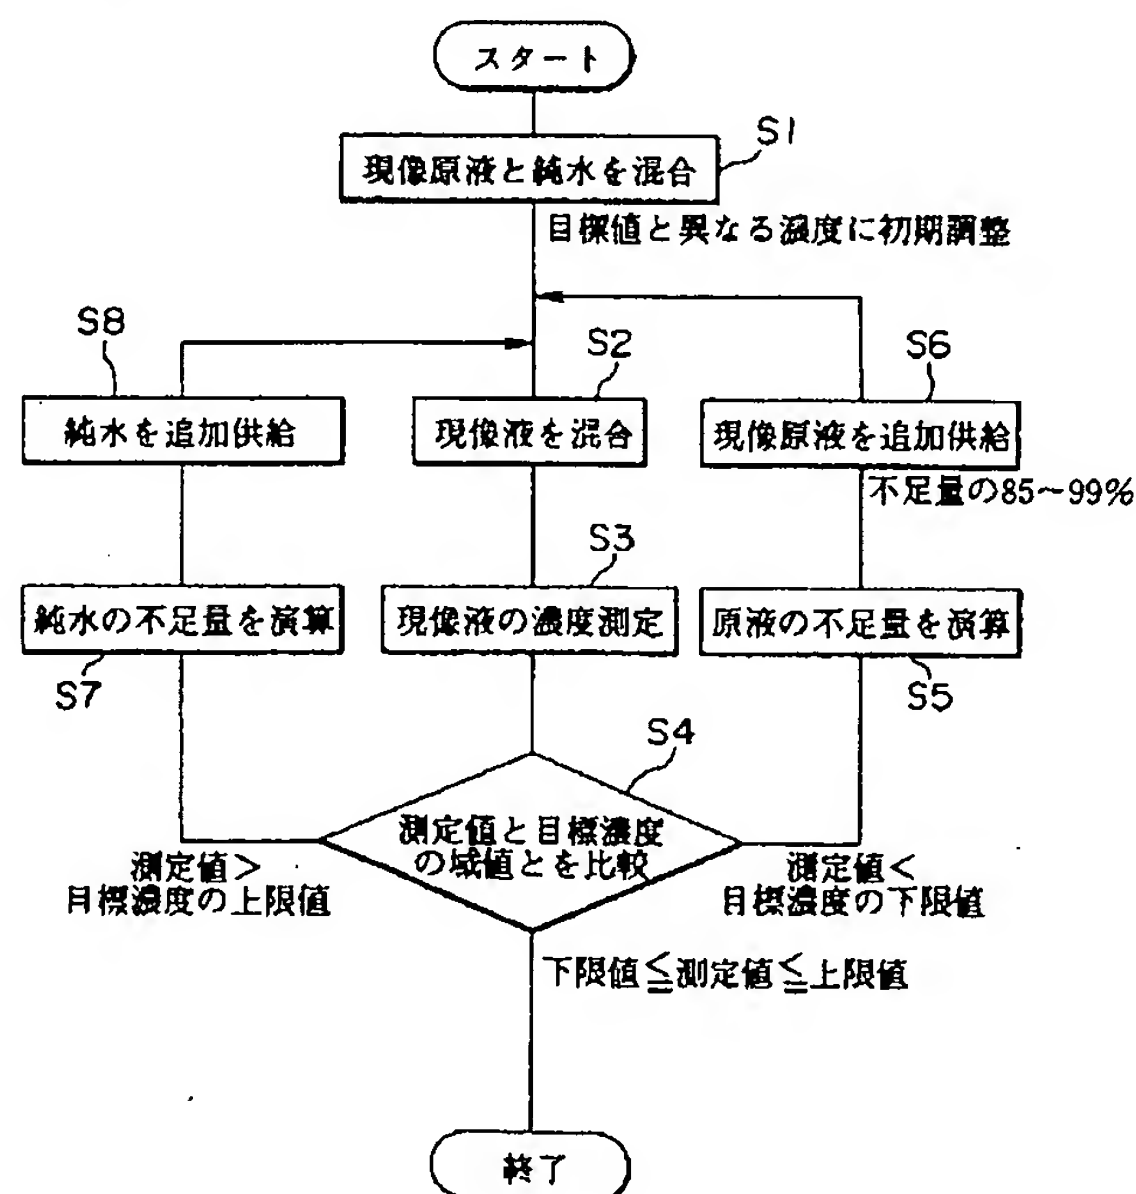 スタート
S1
現像原液と純水を混合
目標値と異なる濃度に初期調整
S8
S2
S6
純水を追加供給
現像液を混合
現像原液を追加供給
不足量の85～99%
S3
純水の不足量を演算
現像液の濃度測定
原液の不足量を演算
S7
S5
S4
測定値と目標濃度
の域値とを比較
測定値＞
目標濃度の上限値
測定値＜
目標濃度の下限値
下限値≦測定値≦上限値
終了